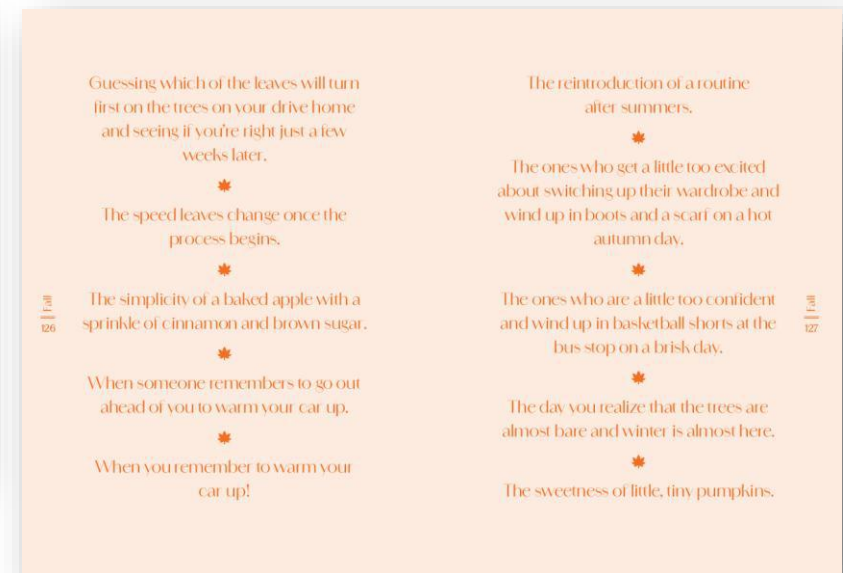 Guessing which of the leaves will turn
first on the trees on your drive home
and seeing if you're right just a few
weeks later.
The speed leaves change once the
process begins.
The simplicity of a baked apple with a
sprinkle of cinnamon and brown sugar.
When someone remembers to go out
ahead of you to warm your car up.
When you remember to warm your
car up!
Fall
126
The reintroduction of a routine
after summers.
The ones who get a little too excited
about switching up their wardrobe and
wind up in boots and a scarf on a hot
autumn day.
The ones who are a little too confident
and wind up in basketball shorts at the
bus stop on a brisk day.
The day you realize that the trees are
almost bare and winter is almost here.
The sweetness of little, tiny pumpkins.
Fall
127